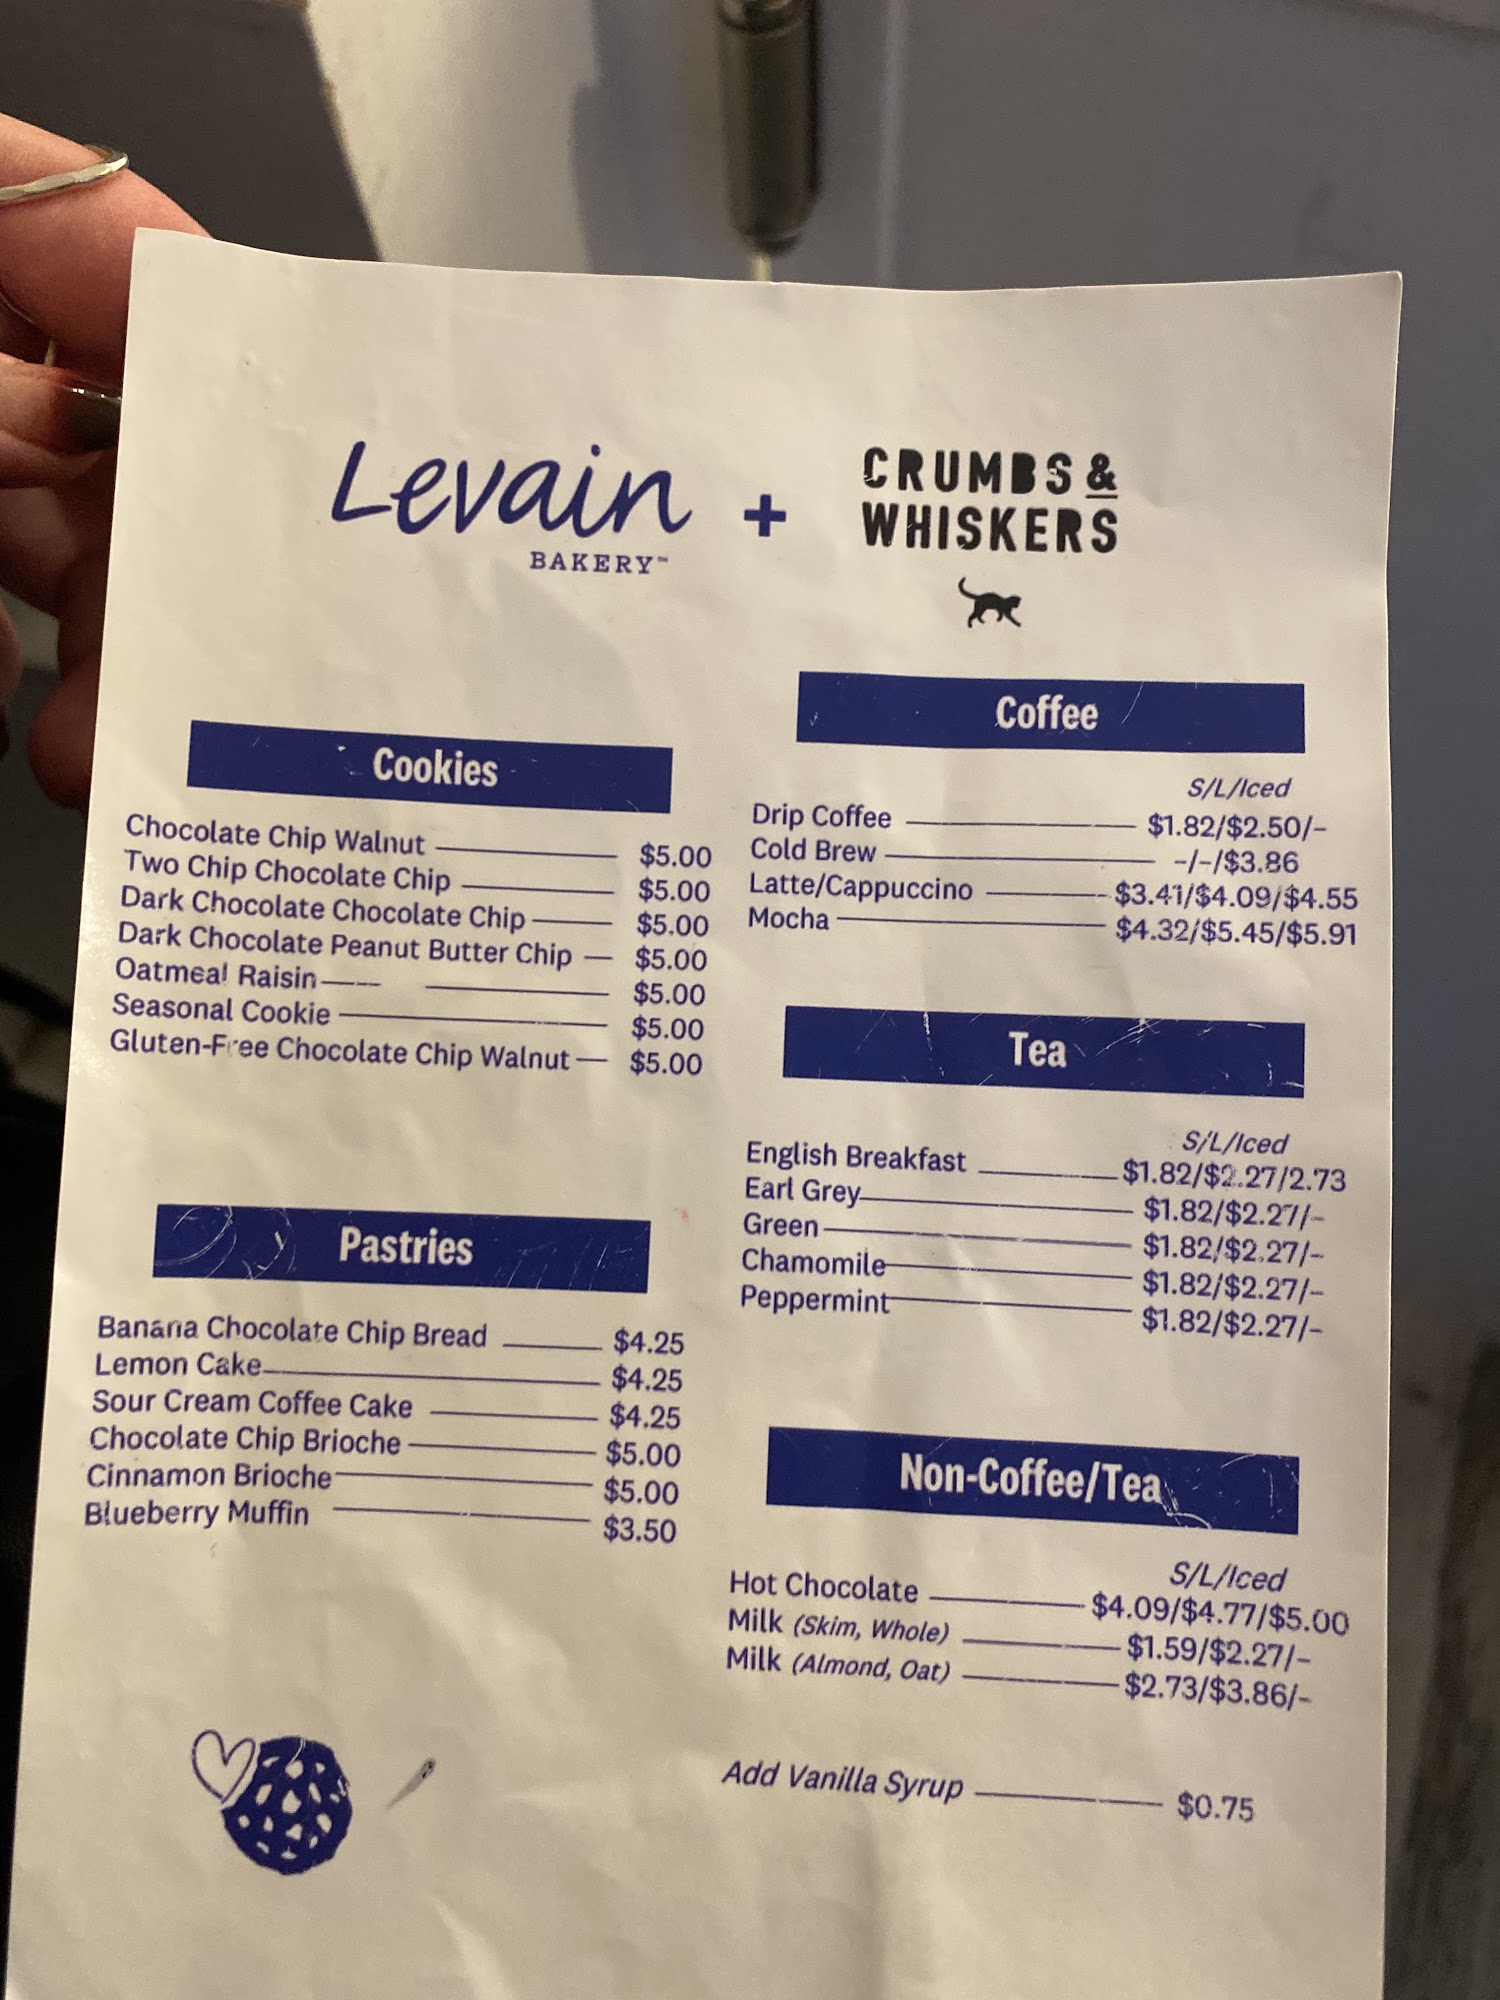 Levain
BAKERY™
+
CRUMBS &
WHISKERS
Cookies
Chocolate Chip Walnut $5.00
Two Chip Chocolate Chip $5.00
Dark Chocolate Chocolate Chip $5.00
Dark Chocolate Peanut Butter Chip $5.00
Oatmeal Raisin $5.00
Seasonal Cookie $5.00
Gluten-Free Chocolate Chip Walnut $5.00
Pastries
Banana Chocolate Chip Bread $4.25
Lemon Cake $4.25
Sour Cream Coffee Cake $4.25
Chocolate Chip Brioche $5.00
Cinnamon Brioche $5.00
Blueberry Muffin $3.50
Coffee
S/L/Iced
Drip Coffee $1.82/$2.50/-
Cold Brew -/-/$3.86
Latte/Cappuccino $3.41/$4.09/$4.55
Mocha $4.32/$5.45/$5.91
Tea
S/L/Iced
English Breakfast $1.82/$2.27/2.73
Earl Grey $1.82/$2.27/-
Green $1.82/$2.27/-
Chamomile $1.82/$2.27/-
Peppermint $1.82/$2.27/-
Non-Coffee/Tea
S/L/Iced
Hot Chocolate $4.09/$4.77/$5.00
Milk (Skim, Whole) $1.59/$2.27/-
Milk (Almond, Oat) $2.73/$3.86/-
Add Vanilla Syrup $0.75